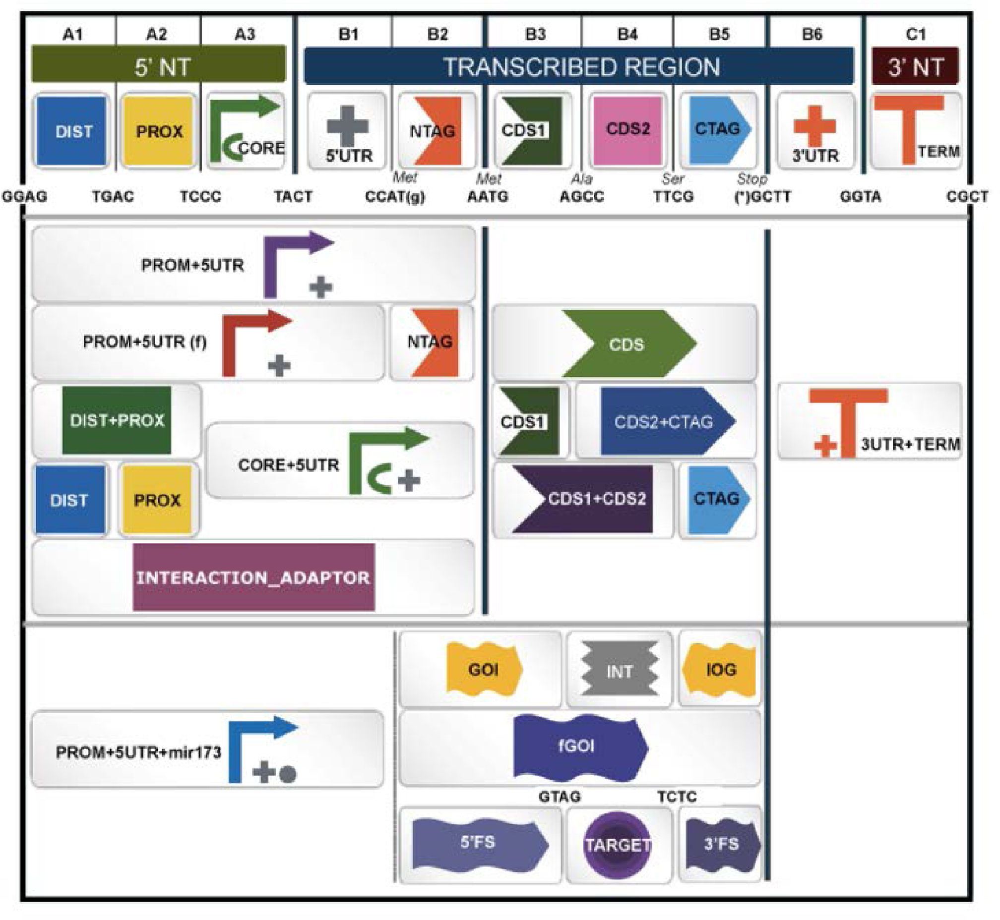 A1 A2 A3 B1 B2 B3 B4 B5 B6 C1
5' NT TRANSCRIBED REGION 3' NT
DIST PROX CORE 5'UTR NTAG CDS1 CDS2 CTAG 3'UTR TERM
Met Met Ala Ser Stop
GGAG TGAC TCCC TACT CCAT(g) AATG AGCC TTCG (*)GCTT GGTA CGCT
PROM+5UTR
PROM+5UTR (f) NTAG CDS
DIST+PROX CDS1 CDS2+CTAG
3UTR+TERM
CORE+5UTR
DIST PROX CDS1+CDS2 CTAG
INTERACTION_ADAPTOR
GOI INT IOG
PROM+5UTR+mir173 fGOI
GTAG TCTC
5'FS TARGET 3'FS